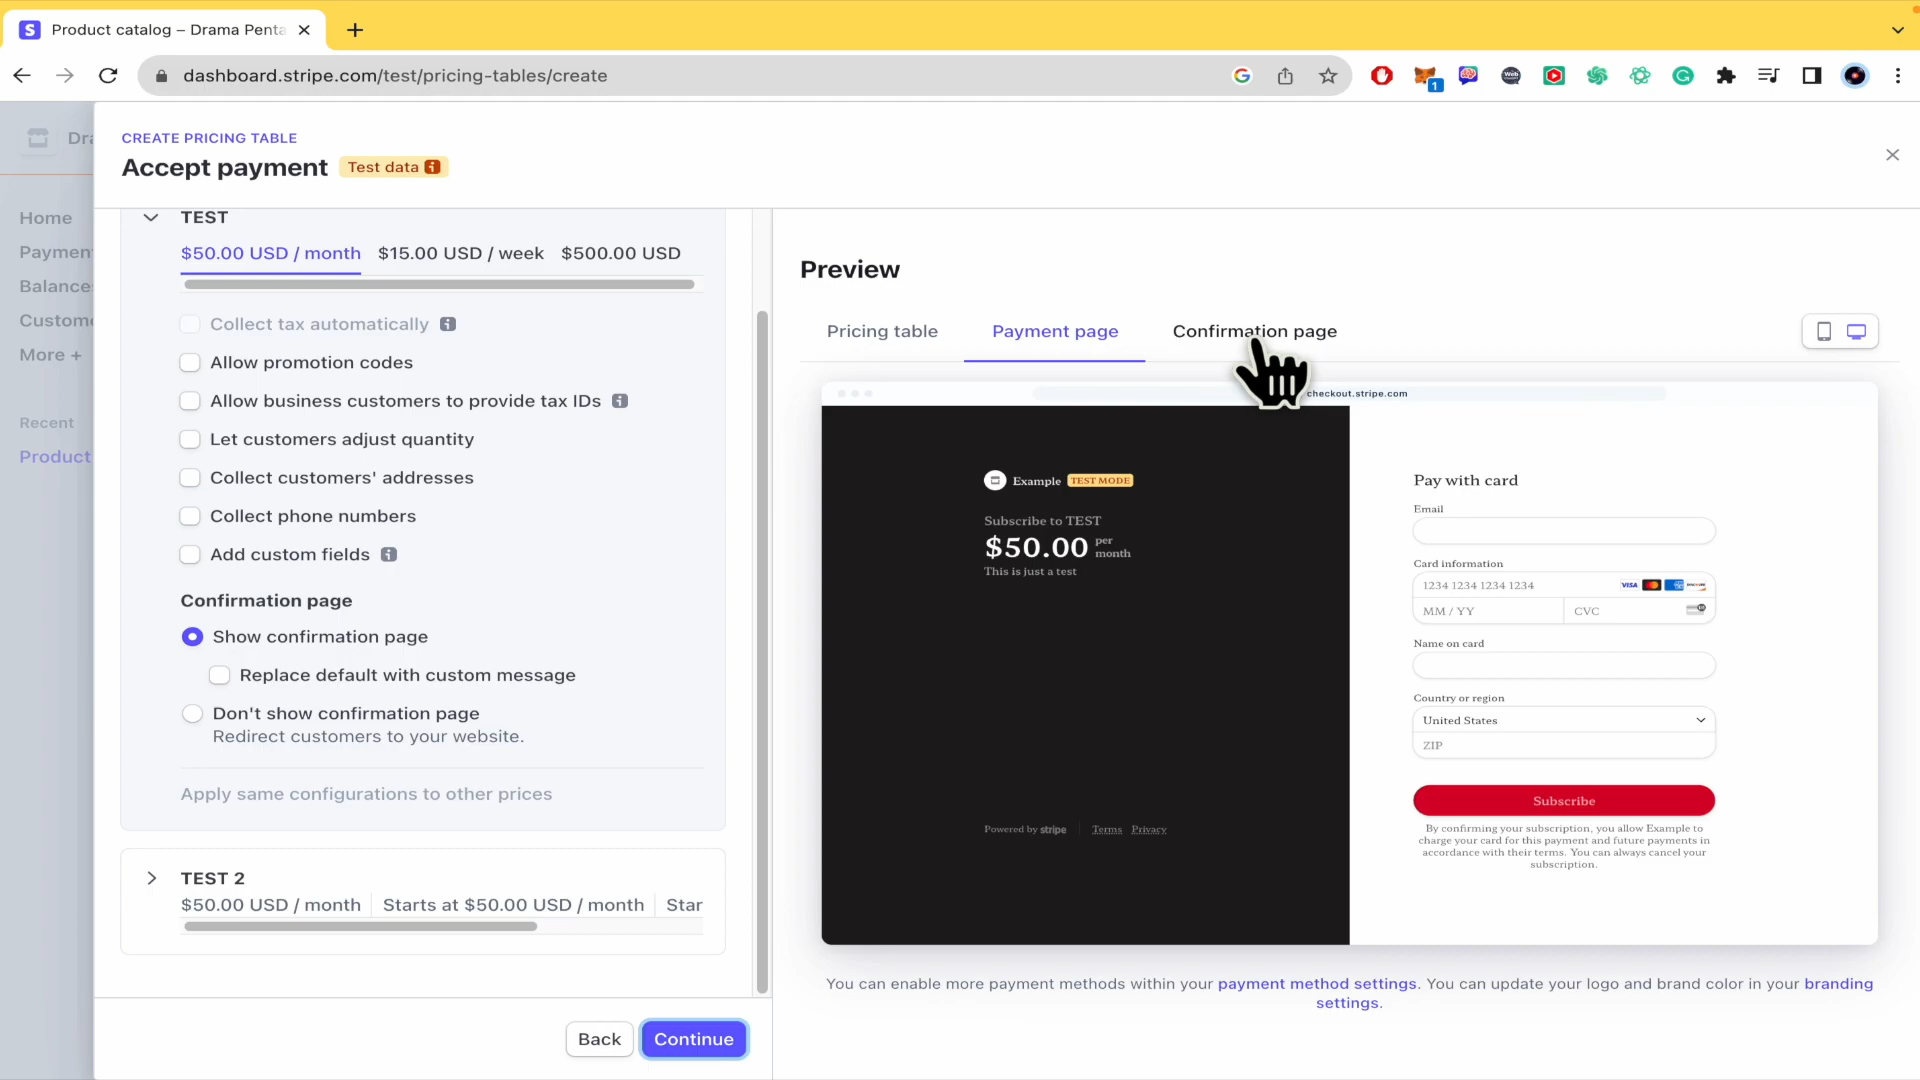 Product catalog – Drama Penta
dashboard.stripe.com/test/pricing-tables/create
1
Dra
CREATE PRICING TABLE
Accept payment
Test data
Home
Paymen
Balance
Custome
More +
Recent
Product
TEST
$50.00 USD / month
$15.00 USD / week
$500.00 USD
Collect tax automatically
Allow promotion codes
Allow business customers to provide tax IDs
Let customers adjust quantity
Collect customers' addresses
Collect phone numbers
Add custom fields
Confirmation page
Show confirmation page
Replace default with custom message
Don't show confirmation page
Redirect customers to your website.
Apply same configurations to other prices
TEST 2
$50.00 USD / month
Starts at $50.00 USD / month
Star
Back
Continue
Preview
Pricing table
Payment page
Confirmation page
checkout.stripe.com
Example
TEST MODE
Subscribe to TEST
$50.00
per
month
This is just a test
Powered by stripe
Terms
Privacy
Pay with card
Email
Card information
1234 1234 1234 1234
VISA
MM / YY
CVC
Name on card
Country or region
United States
ZIP
Subscribe
By confirming your subscription, you allow Example to
charge your card for this payment and future payments in
accordance with their terms. You can always cancel your
subscription.
You can enable more payment methods within your payment method settings. You can update your logo and brand color in your branding
settings.